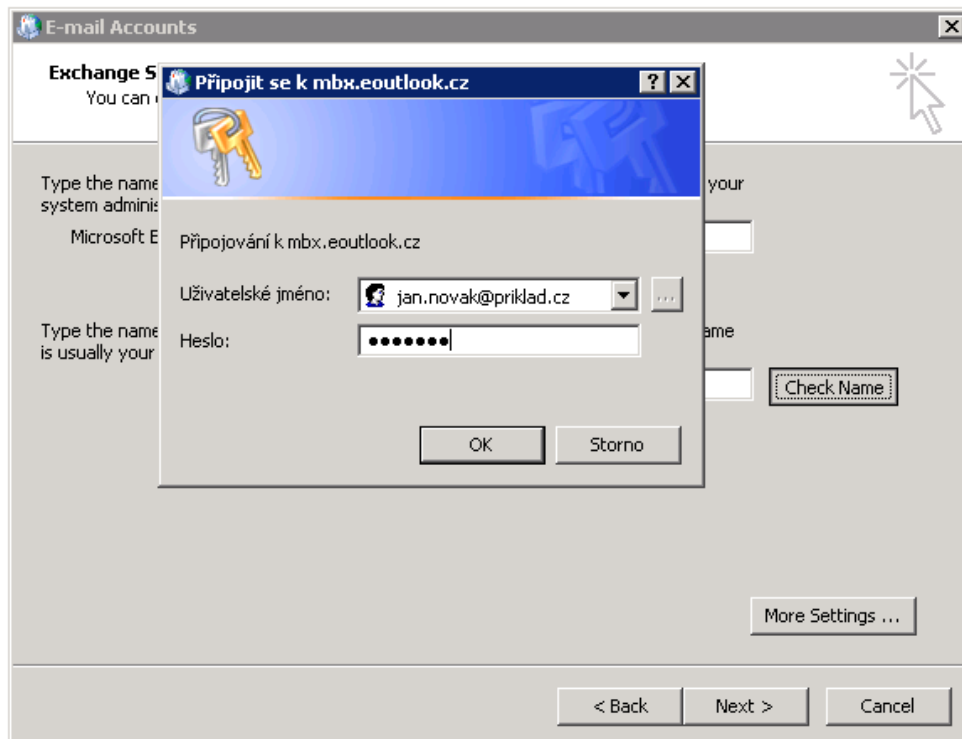 E-mail Accounts
Exchange S
You can
Připojit se k mbx.eoutlook.cz
Type the name
your
system adminis
Microsoft E
Připojování k mbx.eoutlook.cz
Uživatelské jméno:
jan.novak@priklad.cz
...
Type the name
ame
is usually your
Heslo:
●●●●●●●
Check Name
OK
Storno
More Settings ...
< Back
Next >
Cancel